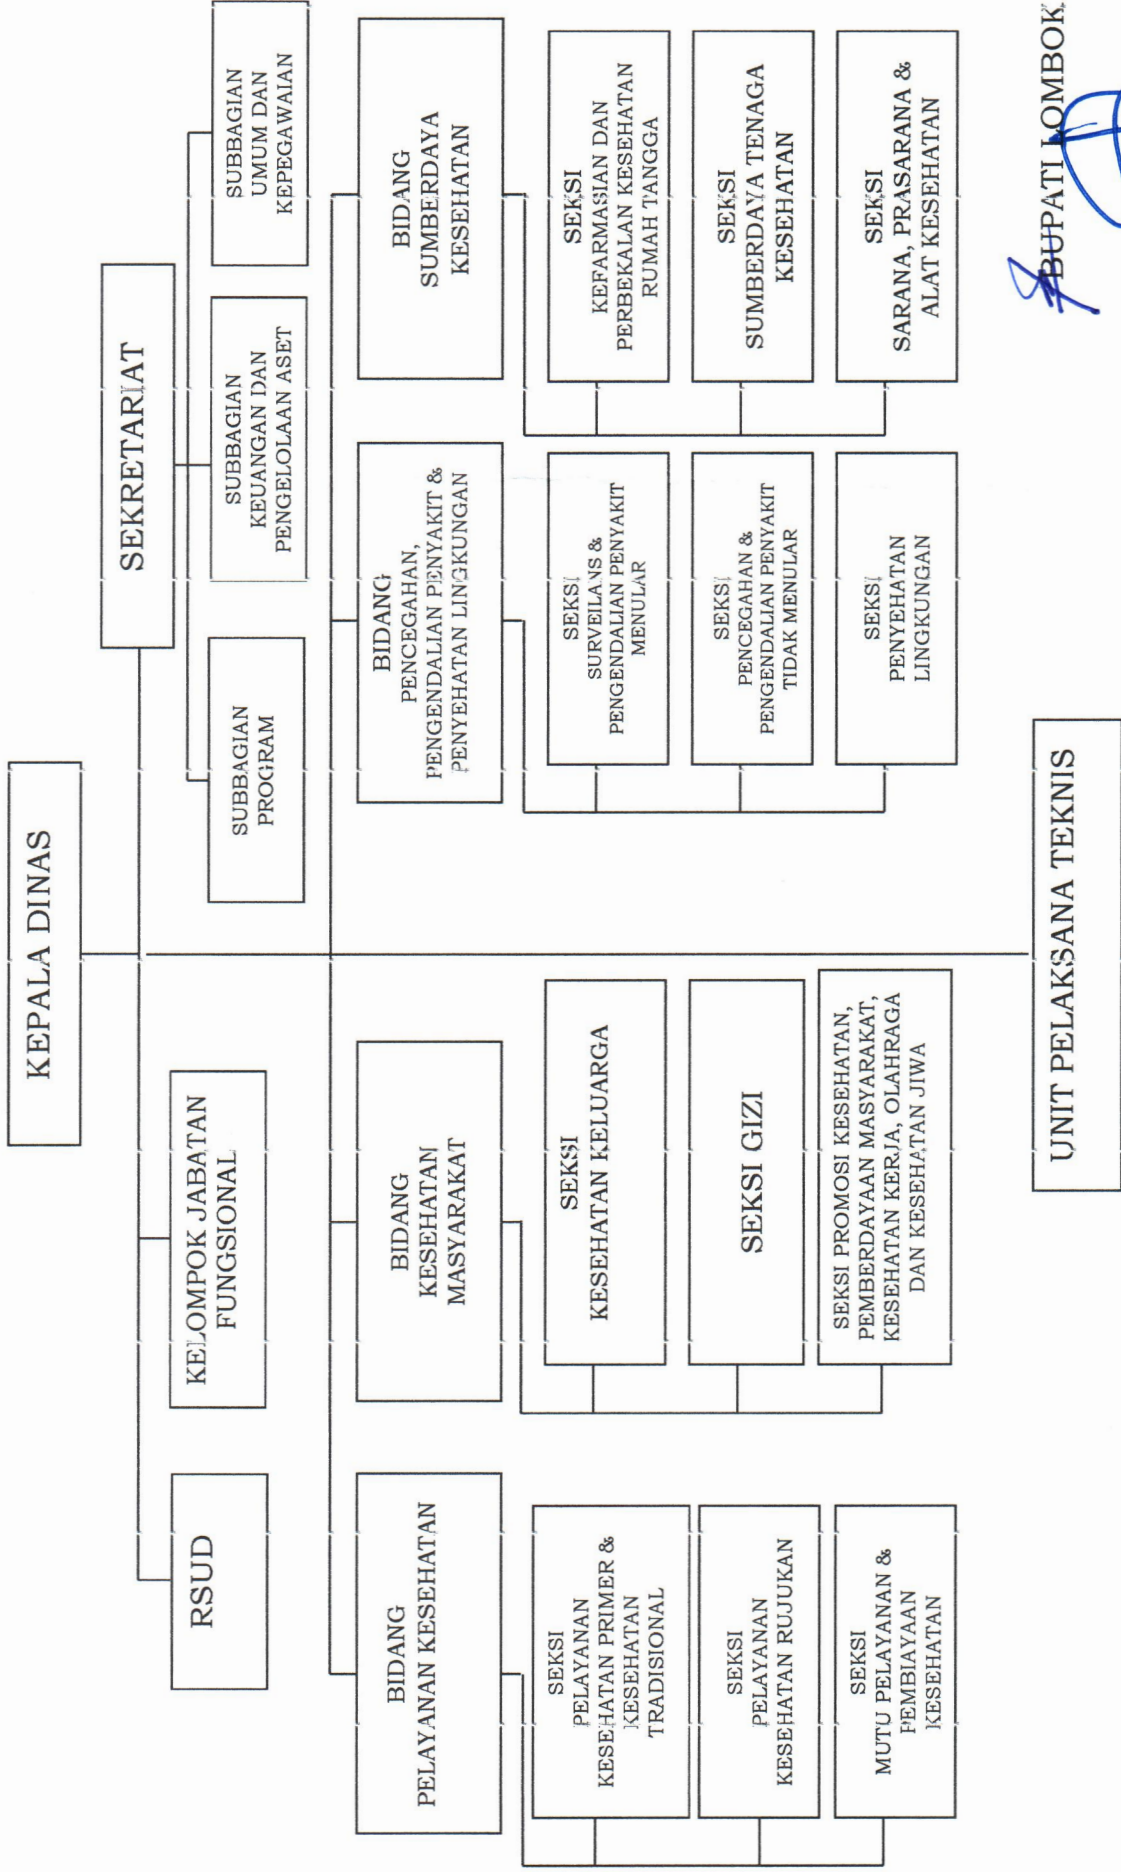 KEPALA DINAS
SEKRETARIAT
RSUD
KELOMPOK JABATAN
FUNGSIONAL
SUBBAGIAN
PROGRAM
SUBBAGIAN
KEUANGAN DAN
PENGELOLAAN ASET
SUBBAGIAN
UMUM DAN
KEPEGAWAIAN
BIDANG
PELAYANAN KESEHATAN
BIDANG
KESEHATAN
MASYARAKAT
BIDANG
PENCEGAHAN,
PENGENDALIAN PENYAKIT &
PENYEHATAN LINGKUNGAN
BIDANG
SUMBERDAYA
KESEHATAN
SEKSI
PELAYANAN
KESEHATAN PRIMER &
KESEHATAN
TRADISIONAL
SEKSI
PELAYANAN
KESEHATAN RUJUKAN
SEKSI
MUTU PELAYANAN &
PEMBIAYAAN
KESEHATAN
SEKSI
KESEHATAN KELUARGA
SEKSI GIZI
SEKSI PROMOSI KESEHATAN,
PEMBERDAYAAN MASYARAKAT,
KESEHATAN KERJA, OLAHRAGA
DAN KESEHATAN JIWA
SEKSI
SURVEILANS &
PENGENDALIAN PENYAKIT
MENULAR
SEKSI
PENCEGAHAN &
PENGENDALIAN PENYAKIT
TIDAK MENULAR
SEKSI
PENYEHATAN
LINGKUNGAN
SEKSI
KEFARMASIAN DAN
PERBEKALAN KESEHATAN
RUMAH TANGGA
SEKSI
SUMBERDAYA TENAGA
KESEHATAN
SEKSI
SARANA, PRASARANA &
ALAT KESEHATAN
UNIT PELAKSANA TEKNIS
BUPATI LOMBOK